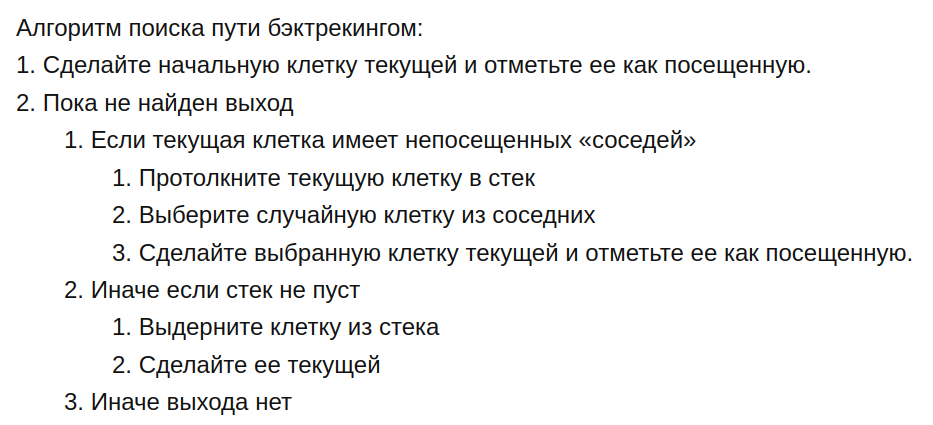 Алгоритм поиска пути бэктрекингом:
1. Сделайте начальную клетку текущей и отметьте ее как посещенную.
2. Пока не найден выход
1. Если текущая клетка имеет непосещенных «соседей»
1. Протолкните текущую клетку в стек
2. Выберите случайную клетку из соседних
3. Сделайте выбранную клетку текущей и отметьте ее как посещенную.
2. Иначе если стек не пуст
1. Выдерните клетку из стека
2. Сделайте ее текущей
3. Иначе выхода нет